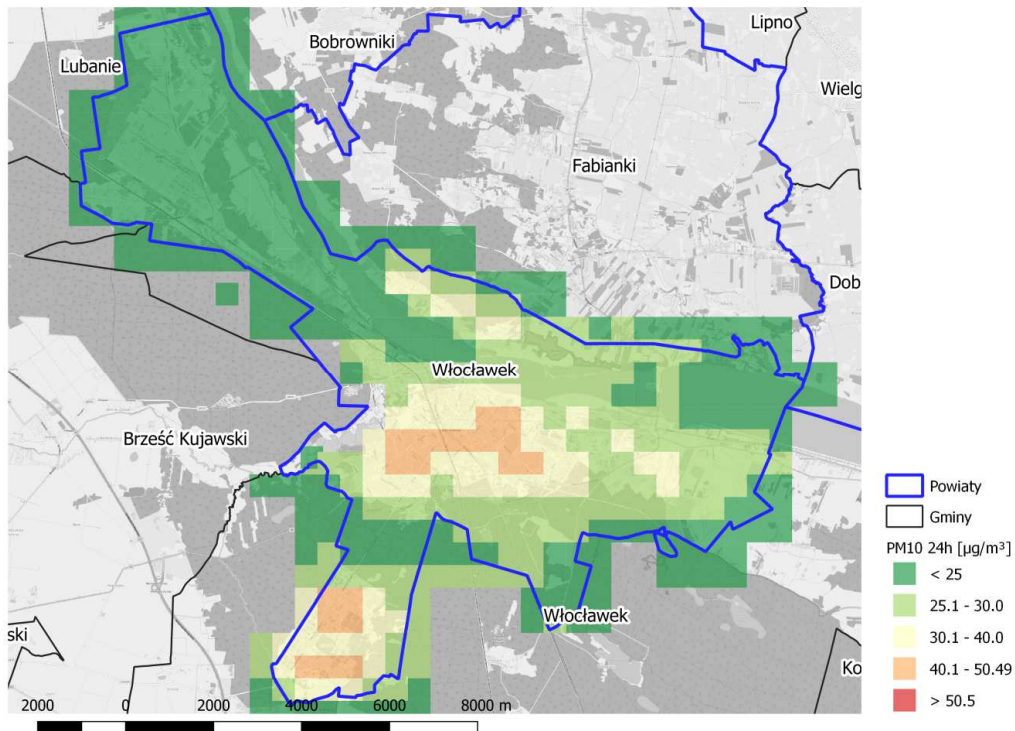 Lipno
Bobrowniki
Lubanie
Wielg
Fabianki
Dob
Włocławek
Brześć Kujawski
Powiaty
Gminy
PM10 24h [µg/m³]
< 25
25.1 - 30.0
Włocławek
ski
30.1 - 40.0
Ko
40.1 - 50.49
> 50.5
2000 0 2000 4000 6000 8000 m